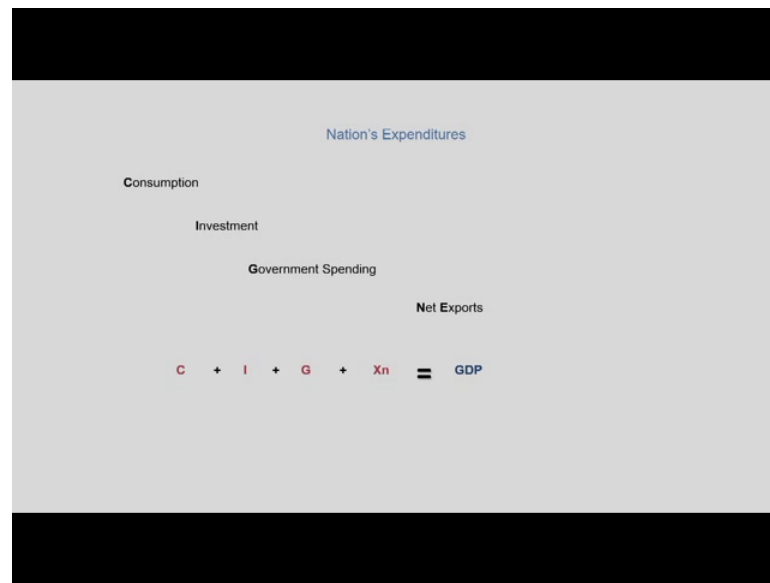 Nation's Expenditures
Consumption
Investment
Government Spending
Net Exports
C + I + G + Xn = GDP